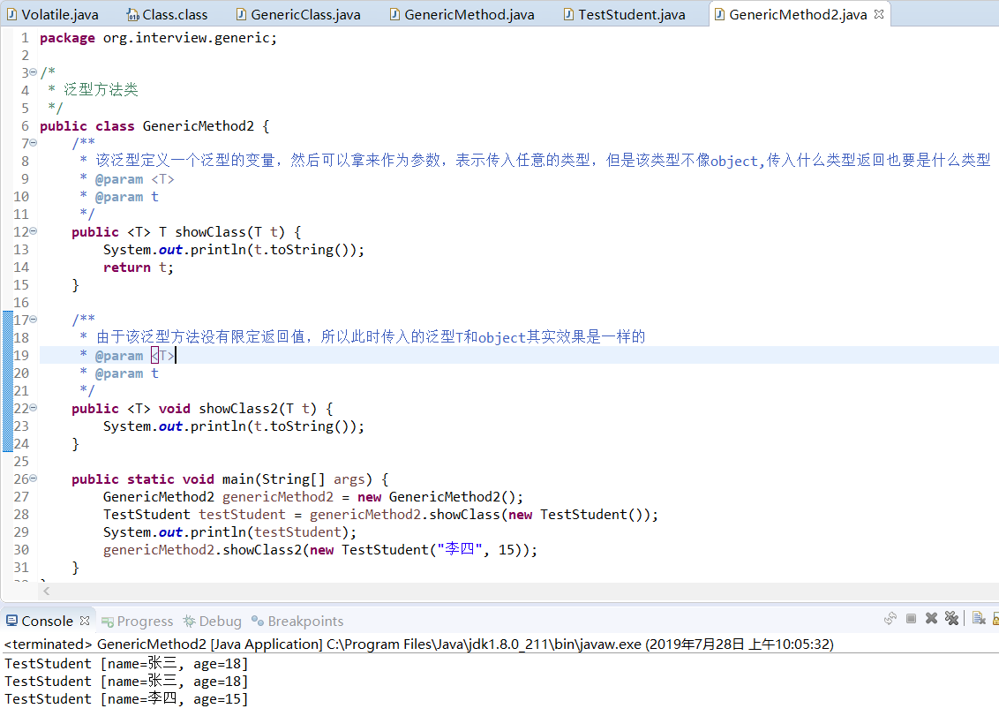 Volatile.java Class.class GenericClass.java GenericMethod.java TestStudent.java GenericMethod2.java
1 package org.interview.generic;
2
3 /*
4 * 泛型方法类
5 */
6 public class GenericMethod2 {
7 /**
8 * 该泛型定义一个泛型的变量，然后可以拿来作为参数，表示传入任意的类型，但是该类型不像object,传入什么类型返回也要是什么类型
9 * @param <T>
10 * @param t
11 */
12 public <T> T showClass(T t) {
13 System.out.println(t.toString());
14 return t;
15 }
16
17 /**
18 * 由于该泛型方法没有限定返回值，所以此时传入的泛型T和object其实效果是一样的
19 * @param <T>
20 * @param t
21 */
22 public <T> void showClass2(T t) {
23 System.out.println(t.toString());
24 }
25
26 public static void main(String[] args) {
27 GenericMethod2 genericMethod2 = new GenericMethod2();
28 TestStudent testStudent = genericMethod2.showClass(new TestStudent());
29 System.out.println(testStudent);
30 genericMethod2.showClass2(new TestStudent("李四", 15));
31 }
Console Progress Debug Breakpoints
<terminated> GenericMethod2 [Java Application] C:\Program Files\Java\jdk1.8.0_211\bin\javaw.exe (2019年7月28日 上午10:05:32)
TestStudent [name=张三, age=18]
TestStudent [name=张三, age=18]
TestStudent [name=李四, age=15]